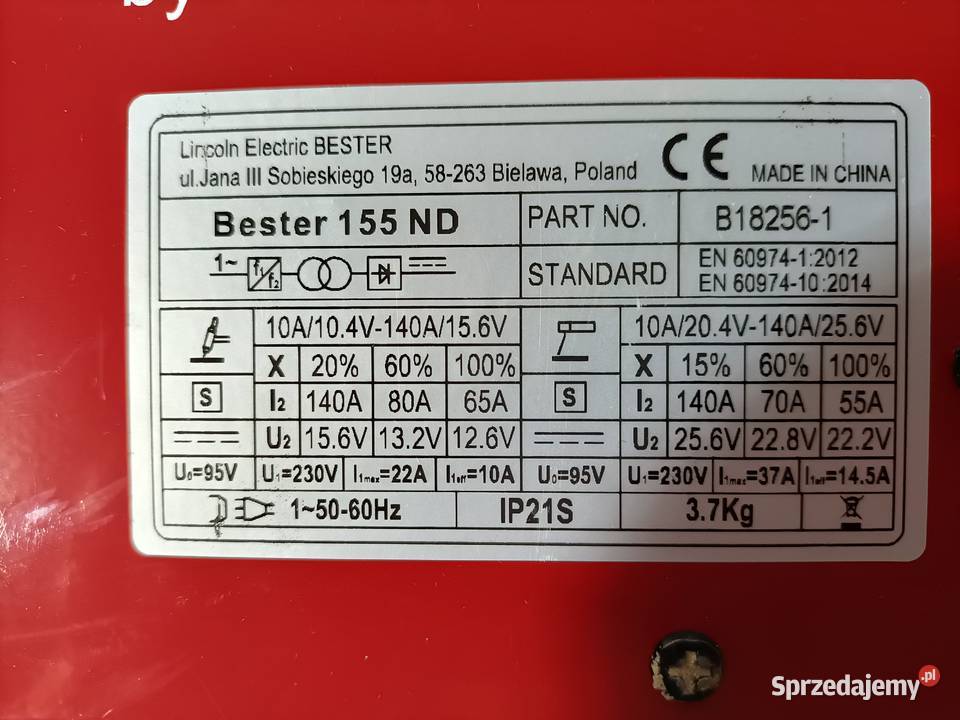 by
Lincoln Electric BESTER
ul.Jana III Sobieskiego 19a, 58-263 Bielawa, Poland
CE
MADE IN CHINA
Bester 155 ND
PART NO.
B18256-1
1~
f₁
f₂
STANDARD
EN 60974-1:2012
EN 60974-10:2014
10A/10.4V-140A/15.6V
X 20% 60% 100%
S
I₂ 140A 80A 65A
U₂ 15.6V 13.2V 12.6V
U₀=95V U₁=230V I₁max=22A I₁eff=10A
10A/20.4V-140A/25.6V
X 15% 60% 100%
S
I₂ 140A 70A 55A
U₂ 25.6V 22.8V 22.2V
U₀=95V U₁=230V I₁max=37A I₁eff=14.5A
1~50-60Hz
IP21S
3.7Kg
Sprzedajemy.pl